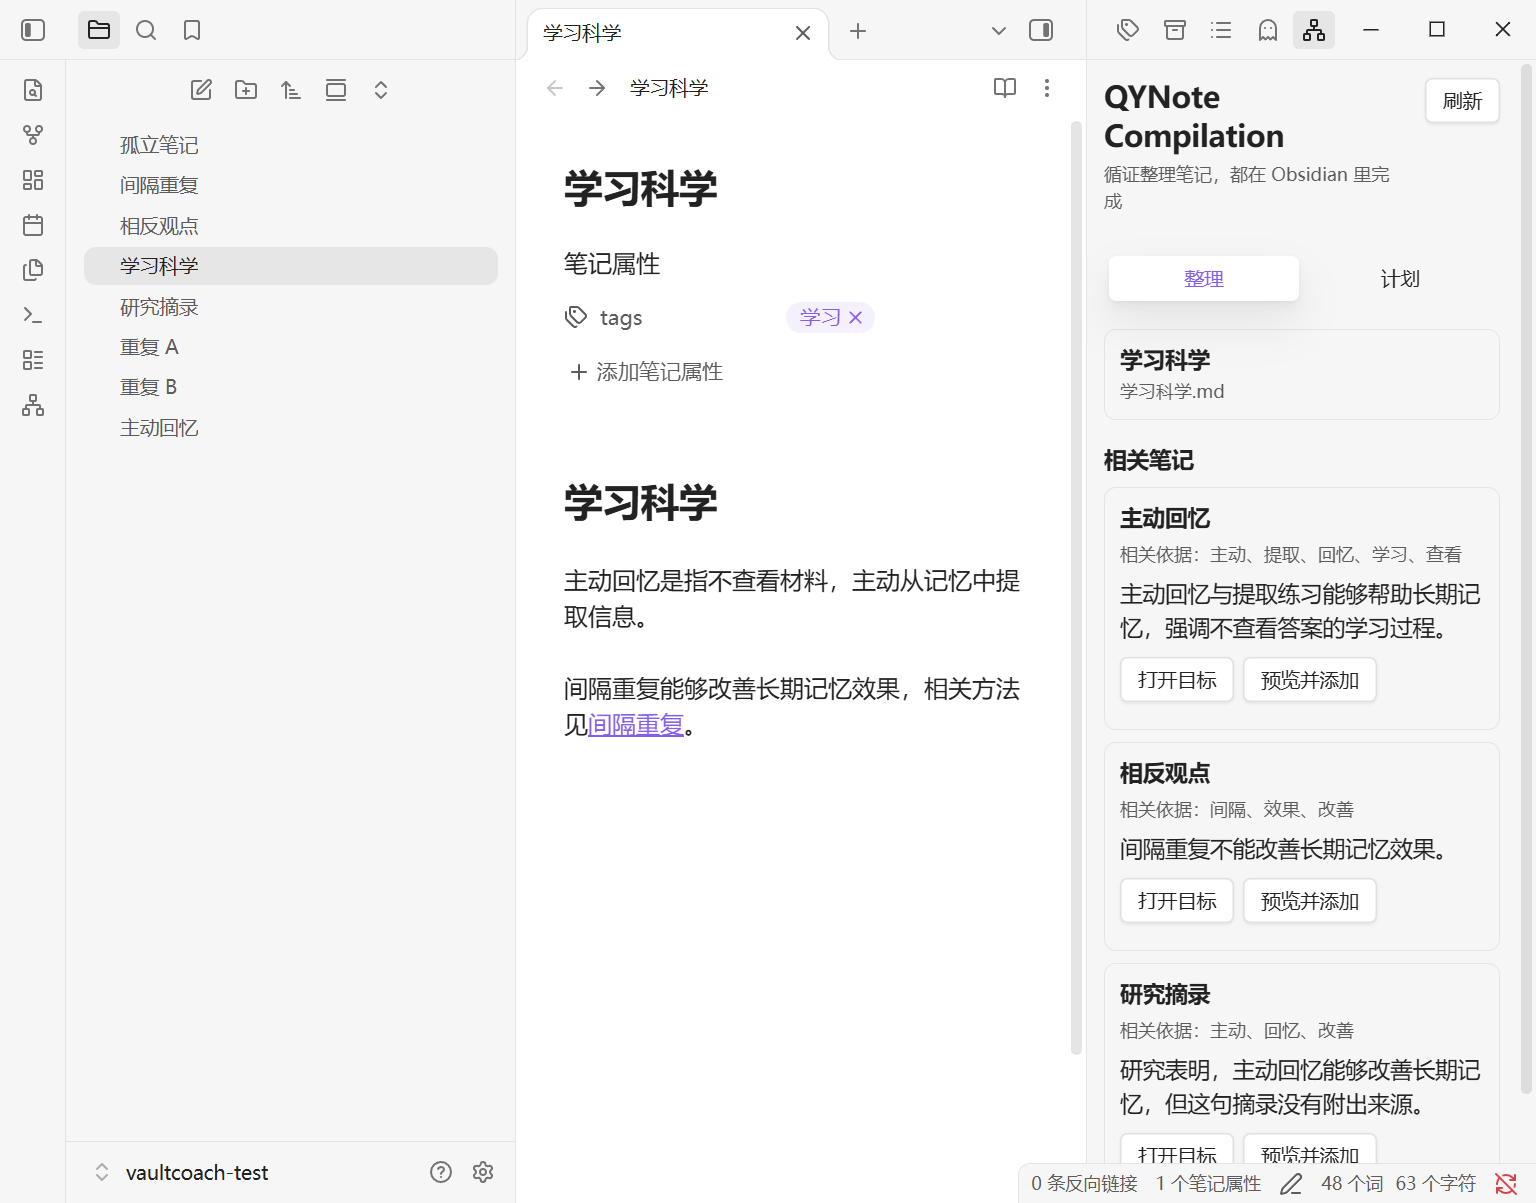 孤立笔记
间隔重复
相反观点
学习科学
研究摘录
重复 A
重复 B
主动回忆
vaultcoach-test
学习科学
学习科学
学习科学
笔记属性
tags
学习
添加笔记属性
学习科学
主动回忆是指不查看材料，主动从记忆中提
取信息。
间隔重复能够改善长期记忆效果，相关方法
见间隔重复。
QYNote
Compilation
刷新
循证整理笔记，都在 Obsidian 里完
成
整理
计划
学习科学
学习科学.md
相关笔记
主动回忆
相关依据：主动、提取、回忆、学习、查看
主动回忆与提取练习能够帮助长期记
忆，强调不查看答案的学习过程。
打开目标
预览并添加
相反观点
相关依据：间隔、效果、改善
间隔重复不能改善长期记忆效果。
打开目标
预览并添加
研究摘录
相关依据：主动、回忆、改善
研究表明，主动回忆能够改善长期记
忆，但这句摘录没有附出来源。
打开目标
预览并添加
0 条反向链接
1 个笔记属性
48 个词
63 个字符